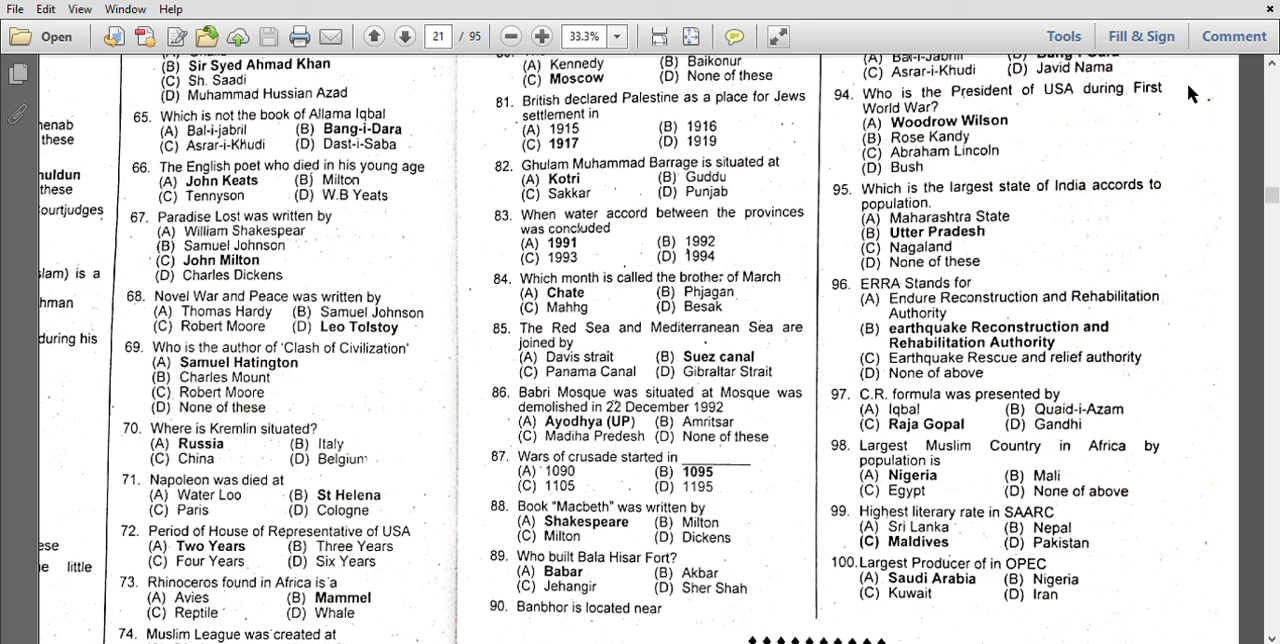 File Edit View Window Help
Open
21 / 95
33.3%
Tools
Fill & Sign
Comment
enab
these
uldun
these
ourtjudges
slam) is a
hman
during his
ese
e little
(B) Sir Syed Ahmad Khan
(C) Sh. Saadi
(D) Muhammad Hussian Azad
65. Which is not the book of Allama Iqbal
(A) Bal-i-jabril (B) Bang-i-Dara
(C) Asrar-i-Khudi (D) Dast-i-Saba
66. The English poet who died in his young age
(A) John Keats (B) Milton
(C) Tennyson (D) W.B Yeats
67. Paradise Lost was written by
(A) William Shakespear
(B) Samuel Johnson
(C) John Milton
(D) Charles Dickens
68. Novel War and Peace was written by
(A) Thomas Hardy (B) Samuel Johnson
(C) Robert Moore (D) Leo Tolstoy
69. Who is the author of 'Clash of Civilization'
(A) Samuel Hatington
(B) Charles Mount
(C) Robert Moore
(D) None of these
70. Where is Kremlin situated?
(A) Russia (B) Italy
(C) China (D) Belgium
71. Napoleon was died at
(A) Water Loo (B) St Helena
(C) Paris (D) Cologne
72. Period of House of Representative of USA
(A) Two Years (B) Three Years
(C) Four Years (D) Six Years
73. Rhinoceros found in Africa is a
(A) Avies (B) Mammel
(C) Reptile (D) Whale
74. Muslim League was created at
(A) Kennedy (B) Baikonur
(C) Moscow (D) None of these
81. British declared Palestine as a place for Jews
settlement in
(A) 1915 (B) 1916
(C) 1917 (D) 1919
82. Ghulam Muhammad Barrage is situated at
(A) Kotri (B) Guddu
(C) Sakkar (D) Punjab
83. When water accord between the provinces
was concluded
(A) 1991 (B) 1992
(C) 1993 (D) 1994
84. Which month is called the brother of March
(A) Chate (B) Phjagan
(C) Mahhg (D) Besak
85. The Red Sea and Mediterranean Sea are
joined by
(A) Davis strait (B) Suez canal
(C) Panama Canal (D) Gibraltar Strait
86. Babri Mosque was situated at Mosque was
demolished in 22 December 1992
(A) Ayodhya (UP) (B) Amritsar
(C) Madiha Predesh (D) None of these
87. Wars of crusade started in ________
(A) 1090 (B) 1095
(C) 1105 (D) 1195
88. Book "Macbeth" was written by
(A) Shakespeare (B) Milton
(C) Milton (D) Dickens
89. Who built Bala Hisar Fort?
(A) Babar (B) Akbar
(C) Jehangir (D) Sher Shah
90. Banbhor is located near
(A) Bal-i-Jabril (B) Bang-i-Dara
(C) Asrar-i-Khudi (D) Javid Nama
94. Who is the President of USA during First
World War?
(A) Woodrow Wilson
(B) Rose Kandy
(C) Abraham Lincoln
(D) Bush
95. Which is the largest state of India accords to
population.
(A) Maharashtra State
(B) Utter Pradesh
(C) Nagaland
(D) None of these
96. ERRA Stands for
(A) Endure Reconstruction and Rehabilitation
Authority
(B) earthquake Reconstruction and
Rehabilitation Authority
(C) Earthquake Rescue and relief authority
(D) None of above
97. C.R. formula was presented by
(A) Iqbal (B) Quaid-i-Azam
(C) Raja Gopal (D) Gandhi
98. Largest Muslim Country in Africa by
population is
(A) Nigeria (B) Mali
(C) Egypt (D) None of above
99. Highest literary rate in SAARC
(A) Sri Lanka (B) Nepal
(C) Maldives (D) Pakistan
100. Largest Producer of in OPEC
(A) Saudi Arabia (B) Nigeria
(C) Kuwait (D) Iran